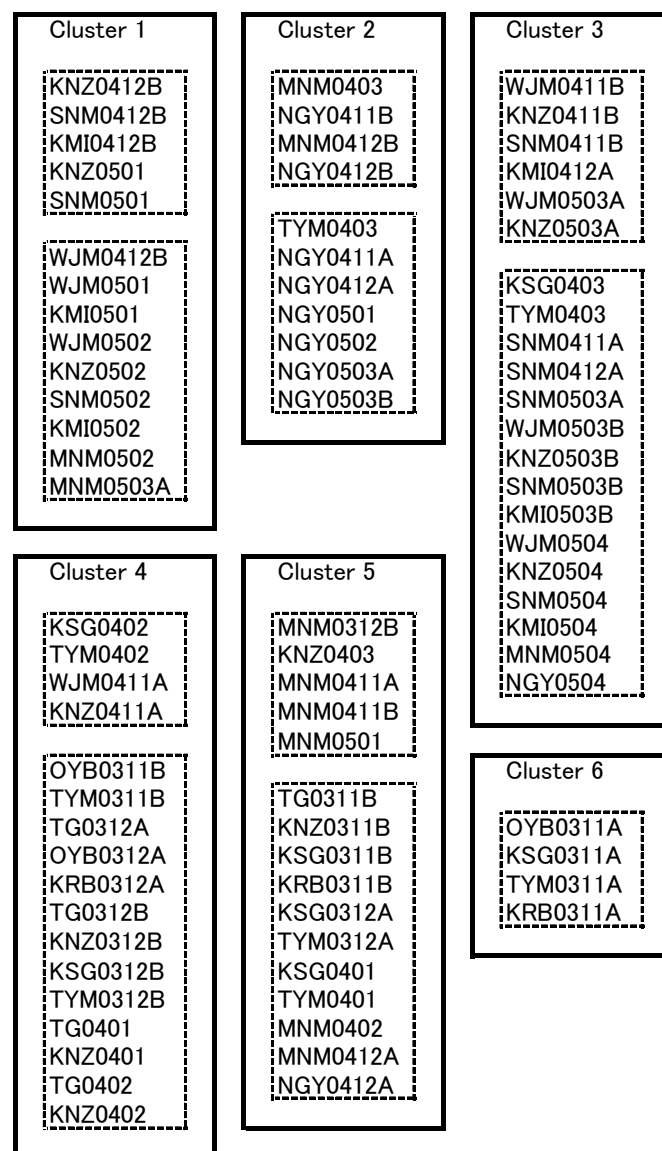 Cluster 1
KNZ0412B
SNM0412B
KMI0412B
KNZ0501
SNM0501
WJM0412B
WJM0501
KMI0501
WJM0502
KNZ0502
SNM0502
KMI0502
MNM0502
MNM0503A
Cluster 2
MNM0403
NGY0411B
MNM0412B
NGY0412B
TYM0403
NGY0411A
NGY0412A
NGY0501
NGY0502
NGY0503A
NGY0503B
Cluster 3
WJM0411B
KNZ0411B
SNM0411B
KMI0412A
WJM0503A
KNZ0503A
KSG0403
TYM0403
SNM0411A
SNM0412A
SNM0503A
WJM0503B
KNZ0503B
SNM0503B
KMI0503B
WJM0504
KNZ0504
SNM0504
KMI0504
MNM0504
NGY0504
Cluster 4
KSG0402
TYM0402
WJM0411A
KNZ0411A
OYB0311B
TYM0311B
TG0312A
OYB0312A
KRB0312A
TG0312B
KNZ0312B
KSG0312B
TYM0312B
TG0401
KNZ0401
TG0402
KNZ0402
Cluster 5
MNM0312B
KNZ0403
MNM0411A
MNM0411B
MNM0501
TG0311B
KNZ0311B
KSG0311B
KRB0311B
KSG0312A
TYM0312A
KSG0401
TYM0401
MNM0402
MNM0412A
NGY0412A
Cluster 6
OYB0311A
KSG0311A
TYM0311A
KRB0311A